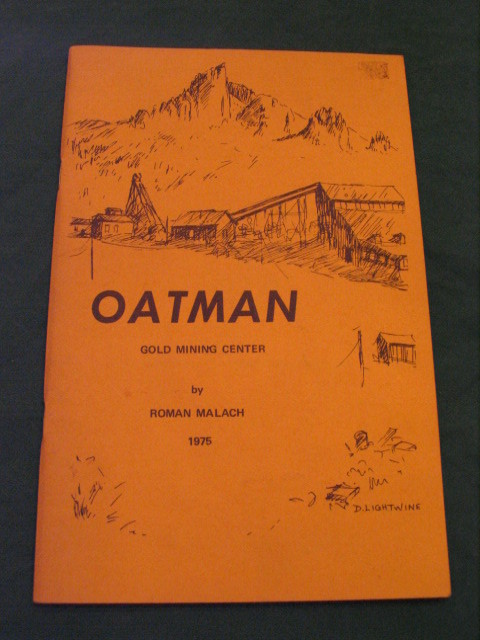 OATMAN
GOLD MINING CENTER
by
ROMAN MALACH
1975
D. LIGHTWINE